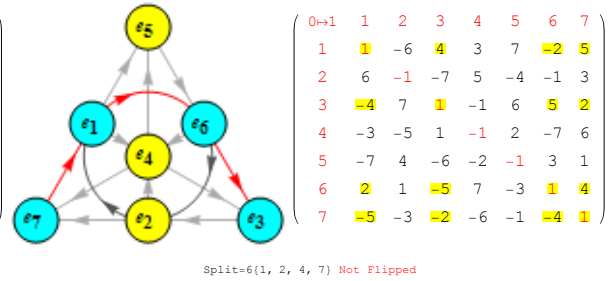 e5
e1
e6
e4
e7
e2
e3
0↦1 1 2 3 4 5 6 7
1 1 -6 4 3 7 -2 5
2 6 -1 -7 5 -4 -1 3
3 -4 7 1 -1 6 5 2
4 -3 -5 1 -1 2 -7 6
5 -7 4 -6 -2 -1 3 1
6 2 1 -5 7 -3 1 4
7 -5 -3 -2 -6 -1 -4 1
Split=6{1, 2, 4, 7} Not Flipped